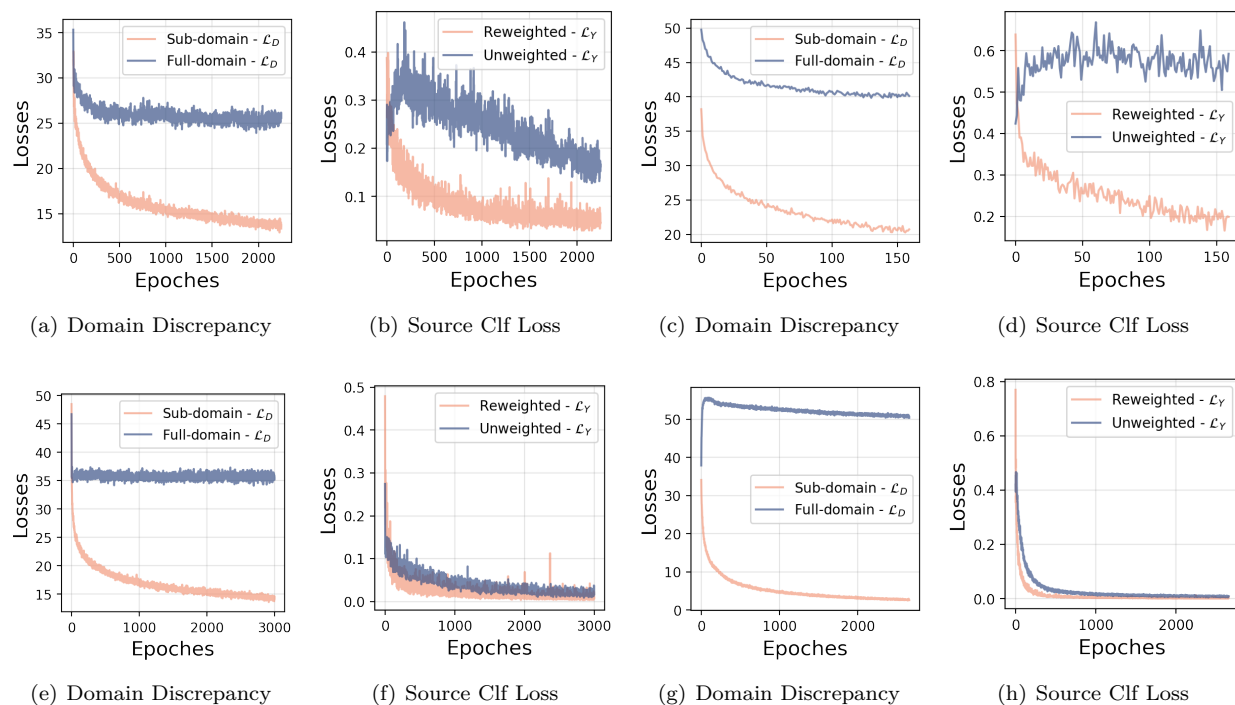 35
30
25
20
15
0
500
1000
1500
2000
Losses
Epoches
Sub-domain - ℒ_D
Full-domain - ℒ_D
(a) Domain Discrepancy
0.4
0.3
0.2
0.1
0
500
1000
1500
2000
Losses
Epoches
Reweighted - ℒ_Y
Unweighted - ℒ_Y
(b) Source Clf Loss
50
45
40
35
30
25
20
0
50
100
150
Losses
Epoches
Sub-domain - ℒ_D
Full-domain - ℒ_D
(c) Domain Discrepancy
0.6
0.5
0.4
0.3
0.2
0
50
100
150
Losses
Epoches
Reweighted - ℒ_Y
Unweighted - ℒ_Y
(d) Source Clf Loss
50
45
40
35
30
25
20
15
0
1000
2000
3000
Losses
Epoches
Sub-domain - ℒ_D
Full-domain - ℒ_D
(e) Domain Discrepancy
0.5
0.4
0.3
0.2
0.1
0.0
0
1000
2000
3000
Losses
Epoches
Reweighted - ℒ_Y
Unweighted - ℒ_Y
(f) Source Clf Loss
50
40
30
20
10
0
0
1000
2000
Losses
Epoches
Sub-domain - ℒ_D
Full-domain - ℒ_D
(g) Domain Discrepancy
0.8
0.6
0.4
0.2
0.0
0
1000
2000
Losses
Epoches
Reweighted - ℒ_Y
Unweighted - ℒ_Y
(h) Source Clf Loss